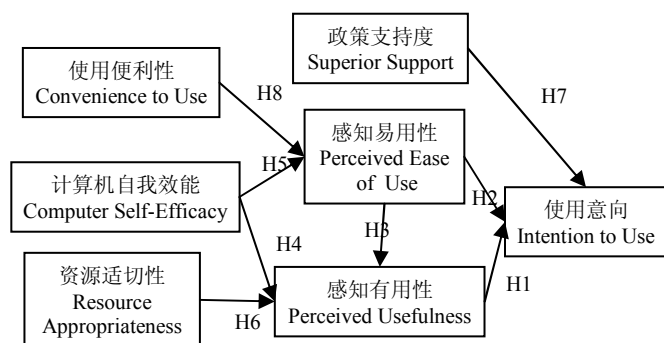 政策支持度
Superior Support
使用便利性
Convenience to Use
H8
H7
感知易用性
Perceived Ease
of Use
H5
计算机自我效能
Computer Self-Efficacy
H2
使用意向
Intention to Use
H3
H4
资源适切性
Resource
Appropriateness
H6
感知有用性
Perceived Usefulness
H1